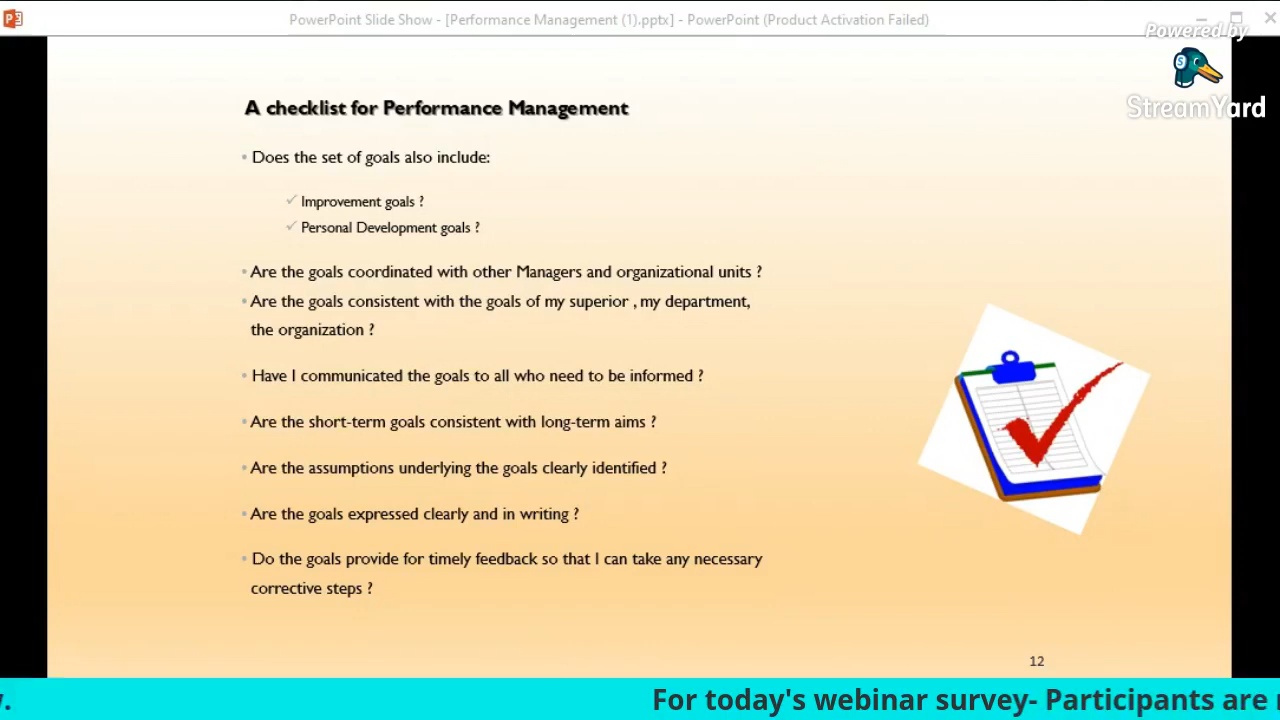 PowerPoint Slide Show - [Performance Management (1).pptx] - PowerPoint (Product Activation Failed)
Powered by
StreamYard
A checklist for Performance Management
• Does the set of goals also include:
✓ Improvement goals ?
✓ Personal Development goals ?
• Are the goals coordinated with other Managers and organizational units ?
• Are the goals consistent with the goals of my superior , my department,
the organization ?
• Have I communicated the goals to all who need to be informed ?
• Are the short-term goals consistent with long-term aims ?
• Are the assumptions underlying the goals clearly identified ?
• Are the goals expressed clearly and in writing ?
• Do the goals provide for timely feedback so that I can take any necessary
corrective steps ?
12
For today's webinar survey- Participants are